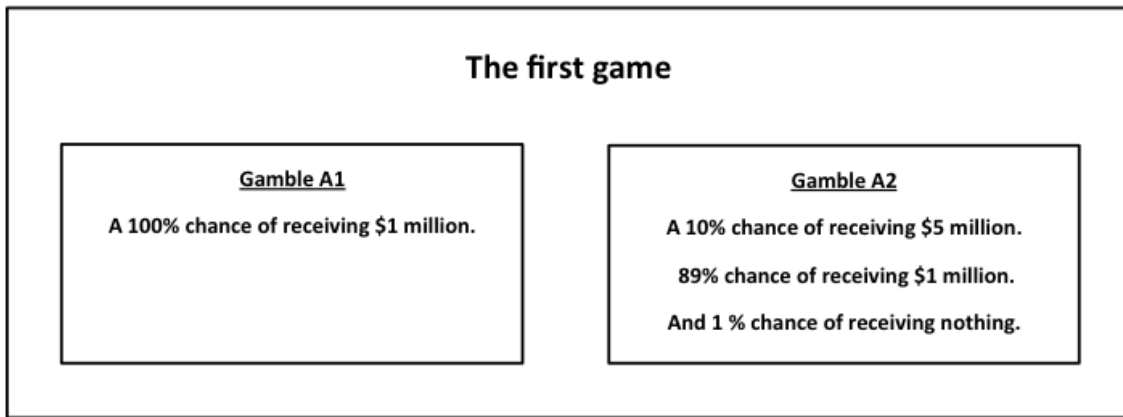 The first game
Gamble A1
A 100% chance of receiving $1 million.
Gamble A2
A 10% chance of receiving $5 million.
89% chance of receiving $1 million.
And 1 % chance of receiving nothing.